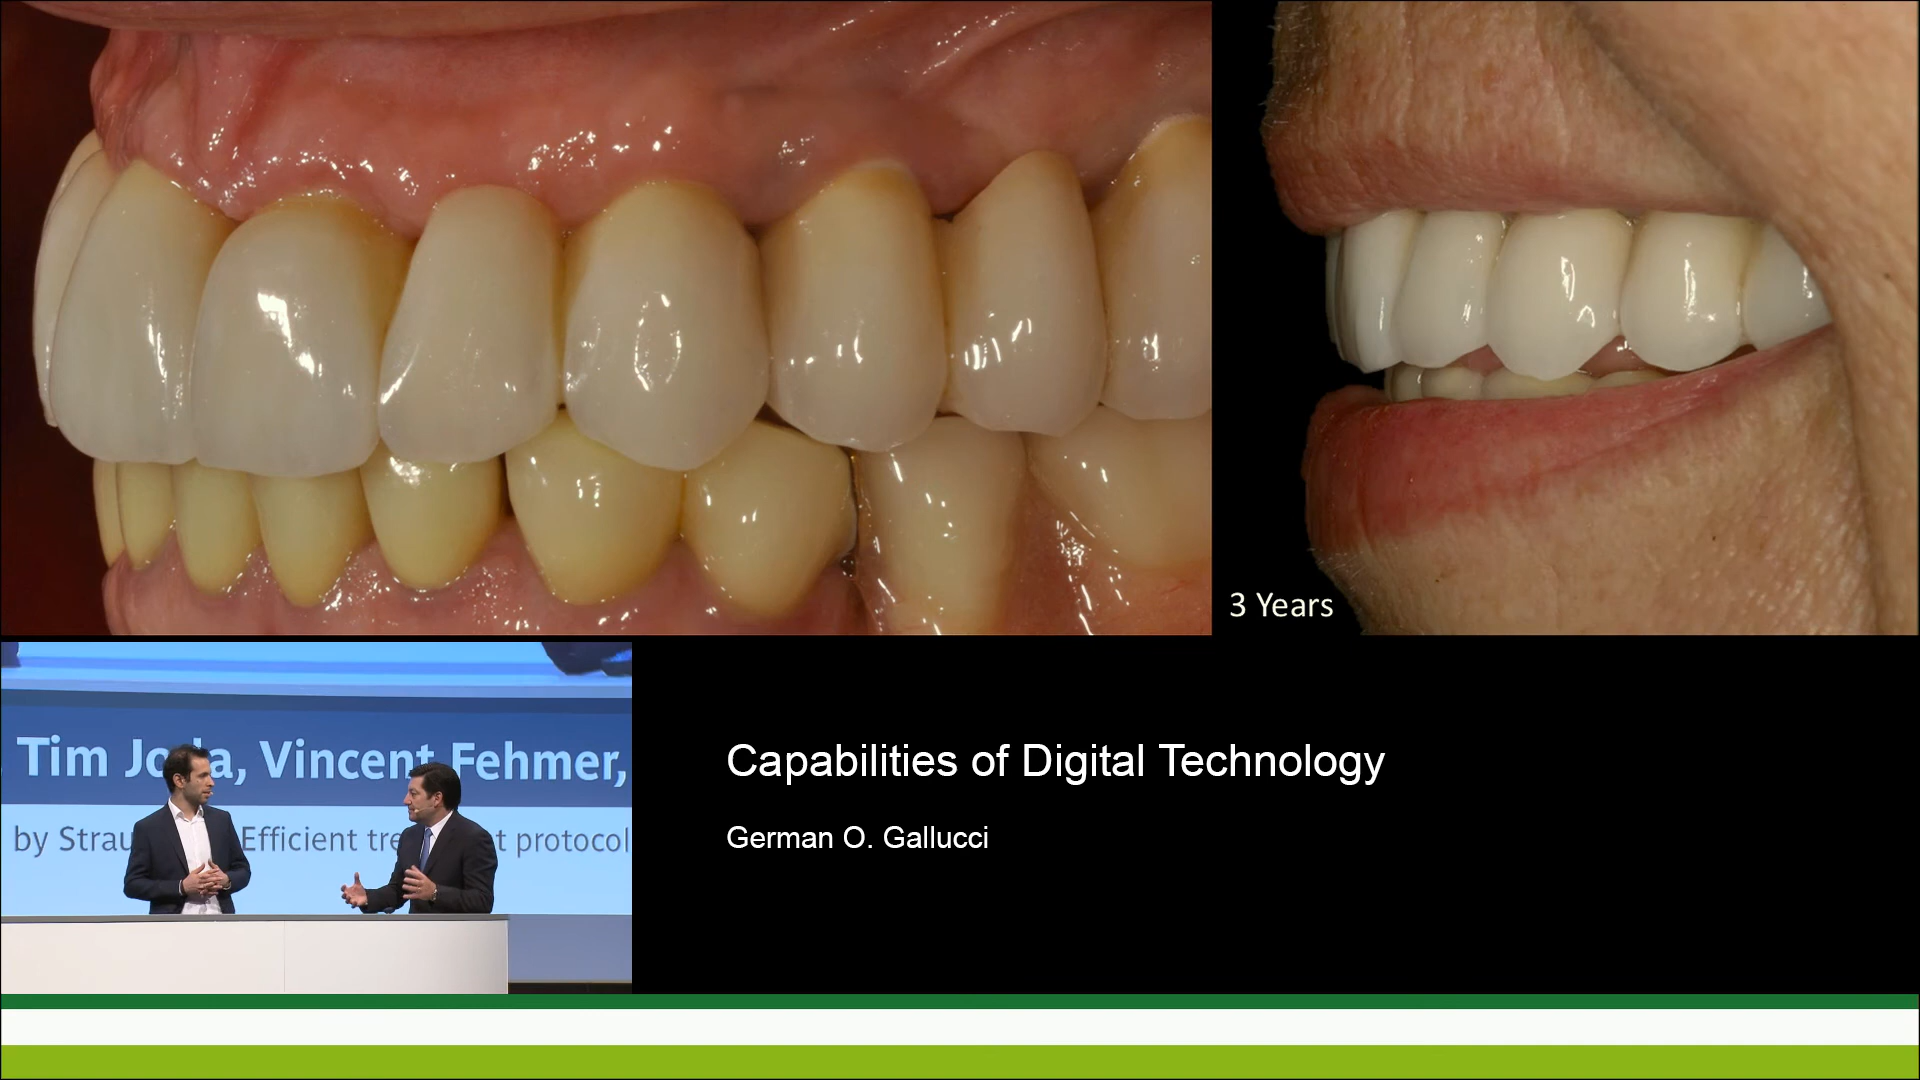 3 Years
Tim Jo a, Vincent Fehmer,
by Strau Efficient tre t protocol
Capabilities of Digital Technology
German O. Gallucci